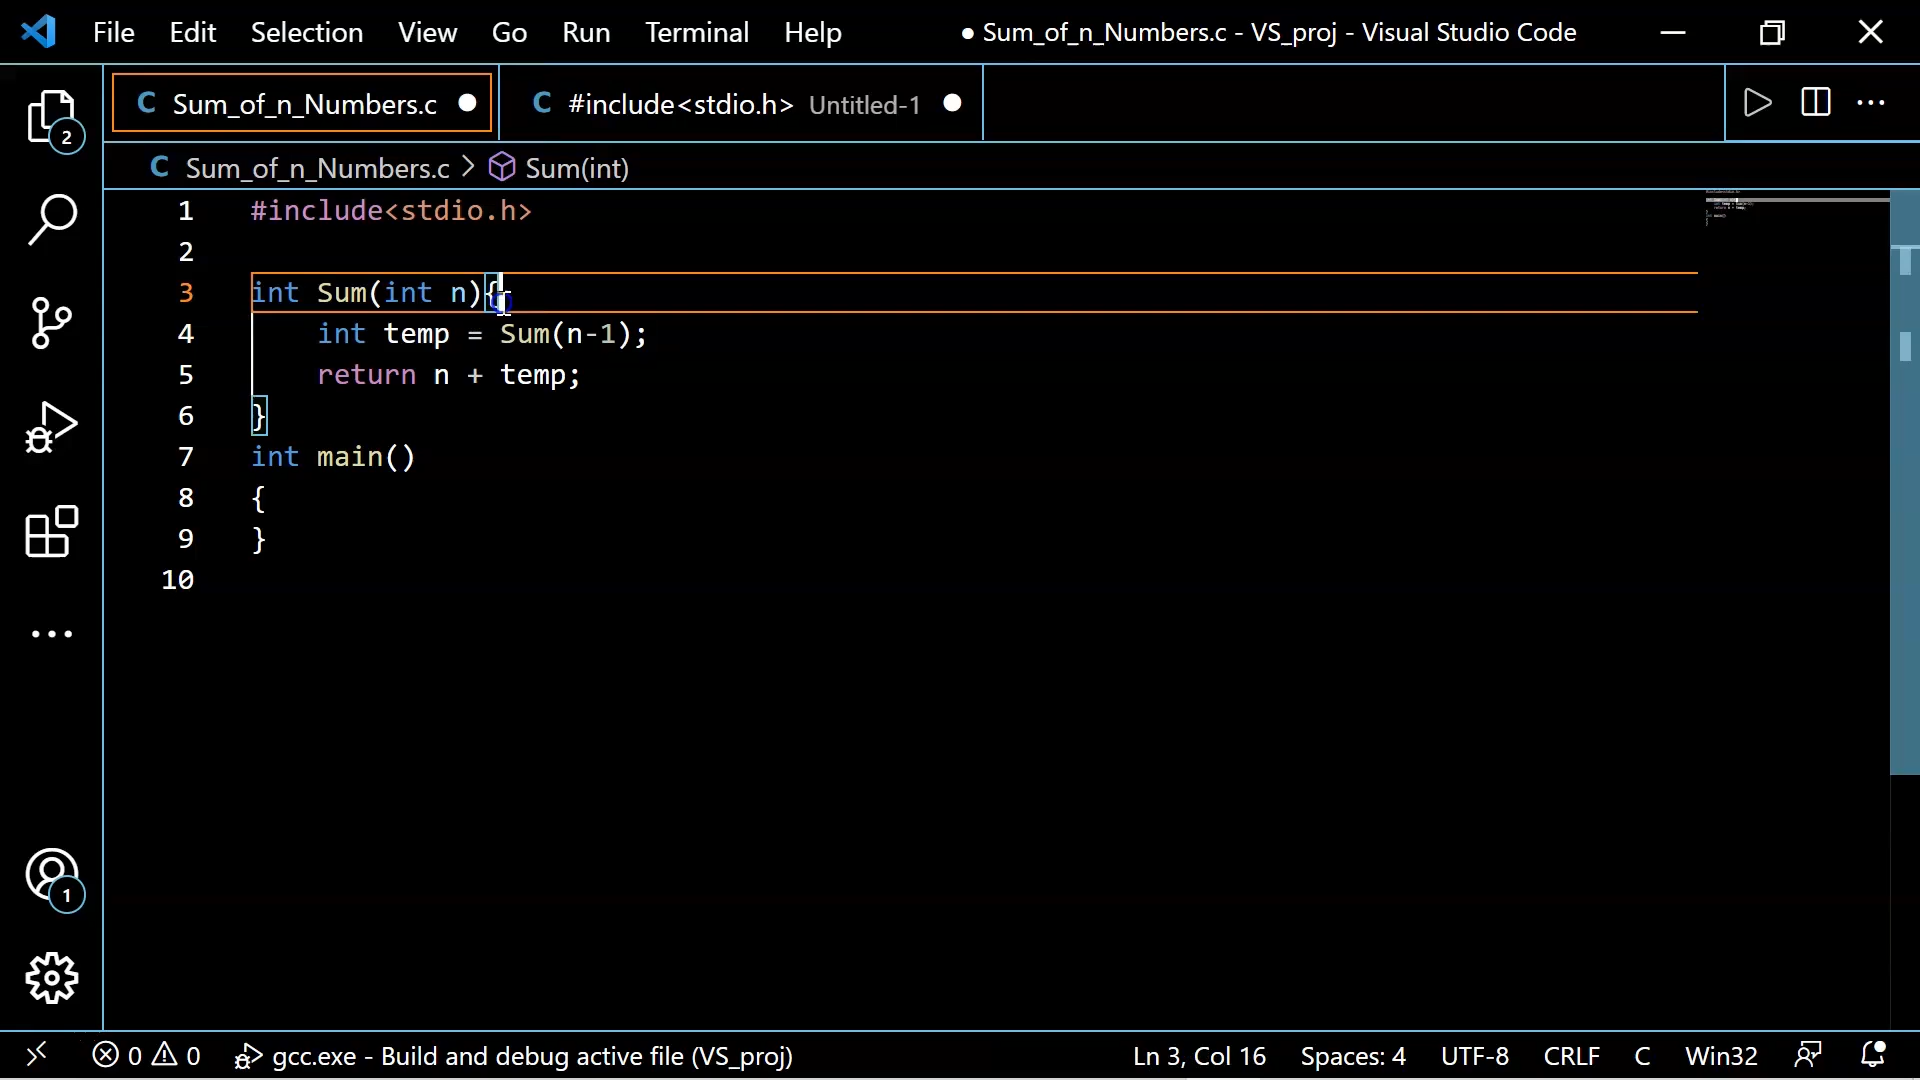 File Edit Selection View Go Run Terminal Help ● Sum_of_n_Numbers.c - VS_proj - Visual Studio Code
C Sum_of_n_Numbers.c ● C #include<stdio.h> Untitled-1 ●
2
C Sum_of_n_Numbers.c > Sum(int)
1 #include<stdio.h>
2
3 int Sum(int n){
4 int temp = Sum(n-1);
5 return n + temp;
6 }
7 int main()
8 {
9 }
10
1
0 0 gcc.exe - Build and debug active file (VS_proj) Ln 3, Col 16 Spaces: 4 UTF-8 CRLF C Win32